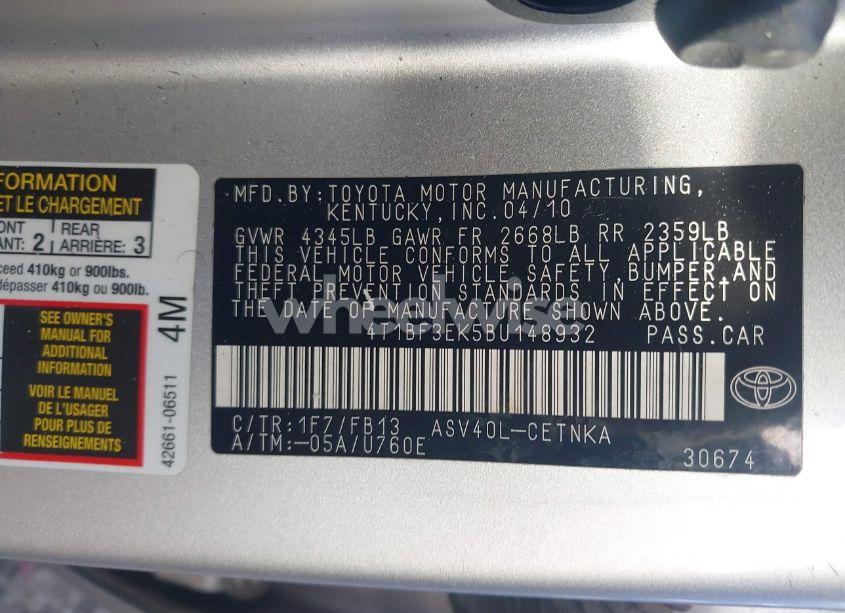 FORMATION
ET LE CHARGEMENT
ONT
ANT: 2
REAR
ARRIÈRE: 3
ceed 410kg or 900lbs.
dépasser 410kg ou 900lb.
SEE OWNER'S
MANUAL FOR
ADDITIONAL
INFORMATION
VOIR LE MANUEL
DE L'USAGER
POUR PLUS DE
RENSEIGNEMENTS
4M
42661-06511
MFD.BY:TOYOTA MOTOR MANUFACTURING,
KENTUCKY,INC.04/10
GVWR 4345LB GAWR FR 2668LB RR 2359LB
THIS VEHICLE CONFORMS TO ALL APPLICABLE
FEDERAL MOTOR VEHICLE SAFETY,BUMPER,AND
THEFT PREVENTION STANDARDS IN EFFECT ON
THE DATE OF MANUFACTURE SHOWN ABOVE.
4T1BF3EK5BU148932 PASS.CAR
C/TR:1F7/FB13 ASV40L-CETNKA
A/TM:-05A/U760E
30674
wheelwise